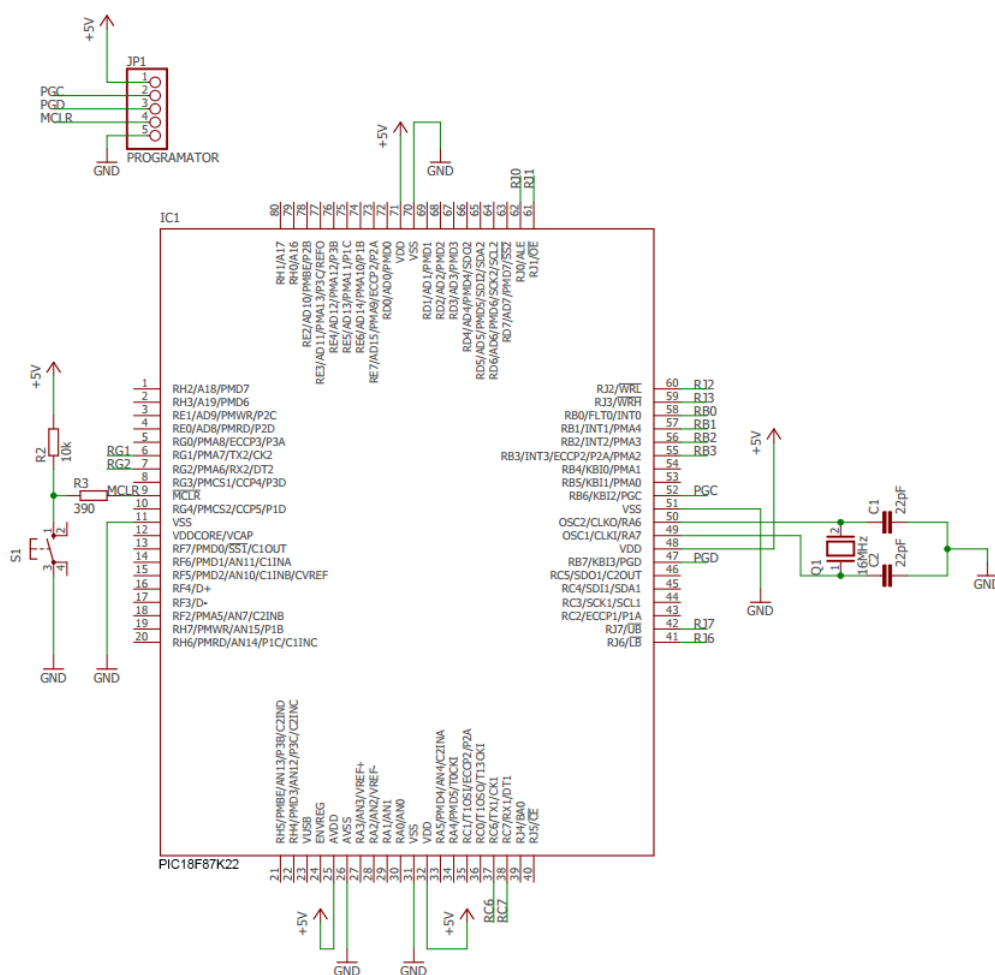 +5V
JP1
1
PGC 2
PGD 3
MCLR 4
5
GND
PROGRAMATOR
+5V
GND
RJ0
RJ1
IC1
80 RH1/A17
79 RH0/A16
78 RE2/AD10/PMBE/P2B
77 RE3/AD11/PMA13/P3C/REFO
76 RE4/AD12/PMA12/P3B
75 RE5/AD13/PMA11/P1C
74 RE6/AD14/PMA10/P1B
73 RE7/AD15/PMA9/ECCP2/P2A
72 RD0/AD0/PMD0
71 VDD
70 VSS
69 RD1/AD1/PMD1
68 RD2/AD2/PMD2
67 RD3/AD3/PMD3
66 RD4/AD4/PMD4/SDO2
65 RD5/AD5/PMD5/SDI2/SDA2
64 RD6/AD6/PMD6/SCK2/SCL2
63 RD7/AD7/PMD7/SS2
62 RJ0/ALE
61 RJ1/OE
+5V
R2
10k
R3
390
S1
1 2
3 4
GND
GND
1 RH2/A18/PMD7
2 RH3/A19/PMD6
3 RE1/AD9/PMWR/P2C
4 RE0/AD8/PMRD/P2D
5 RG0/PMA8/ECCP3/P3A
RG1 6 RG1/PMA7/TX2/CK2
RG2 7 RG2/PMA6/RX2/DT2
8 RG3/PMCS1/CCP4/P3D
MCLR 9 MCLR
10 RG4/PMCS2/CCP5/P1D
11 VSS
12 VDDCORE/VCAP
13 RF7/PMD0/SS1/C1OUT
14 RF6/PMD1/AN11/C1INA
15 RF5/PMD2/AN10/C1INB/CVREF
16 RF4/D+
17 RF3/D-
18 RF2/PMA5/AN7/C2INB
19 RH7/PMWR/AN15/P1B
20 RH6/PMRD/AN14/P1C/C1INC
RJ2/WRL 60 RJ2
RJ3/WRH 59 RJ3
RB0/FLT0/INT0 58 RB0
RB1/INT1/PMA4 57 RB1
RB2/INT2/PMA3 56 RB2
RB3/INT3/ECCP2/P2A/PMA2 55 RB3
RB4/KBI0/PMA1 54
RB5/KBI1/PMA0 53
RB6/KBI2/PGC 52 PGC
VSS 51
OSC2/CLKO/RA6 50
OSC1/CLKI/RA7 49
VDD 48
RB7/KBI3/PGD 47 PGD
RC5/SDO1/C2OUT 46
RC4/SDI1/SDA1 45
RC3/SCK1/SCL1 44
RC2/ECCP1/P1A 43
RJ7/UB 42 RJ7
RJ6/LB 41 RJ6
+5V
GND
Q1
2
1
16MHz
C1
22pF
C2
22pF
GND
21 RH5/PMBE/AN13/P3B/C2IND
22 RH4/PMD3/AN12/P3C/C2INC
23 VUSB
24 ENVREG
25 AVDD
26 AVSS
27 RA3/AN3/VREF+
28 RA2/AN2/VREF-
29 RA1/AN1
30 RA0/AN0
31 VSS
32 VDD
33 RA5/PMD4/AN4/C2INA
34 RA4/PMD5/T0CKI
35 RC1/T1OSI/ECCP2/P2A
36 RC0/T1OSO/T13CKI
37 RC6/TX1/CK1
38 RC7/RX1/DT1
39 RJ4/BA0
40 RJ5/CE
PIC18F87K22
+5V
GND
GND
+5V
RC6
RC7